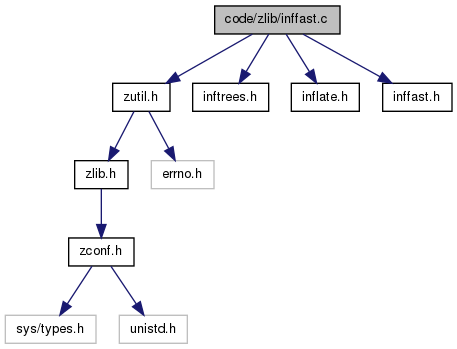 code/zlib/inffast.c
zutil.h
inftrees.h
inflate.h
inffast.h
zlib.h
errno.h
zconf.h
sys/types.h
unistd.h